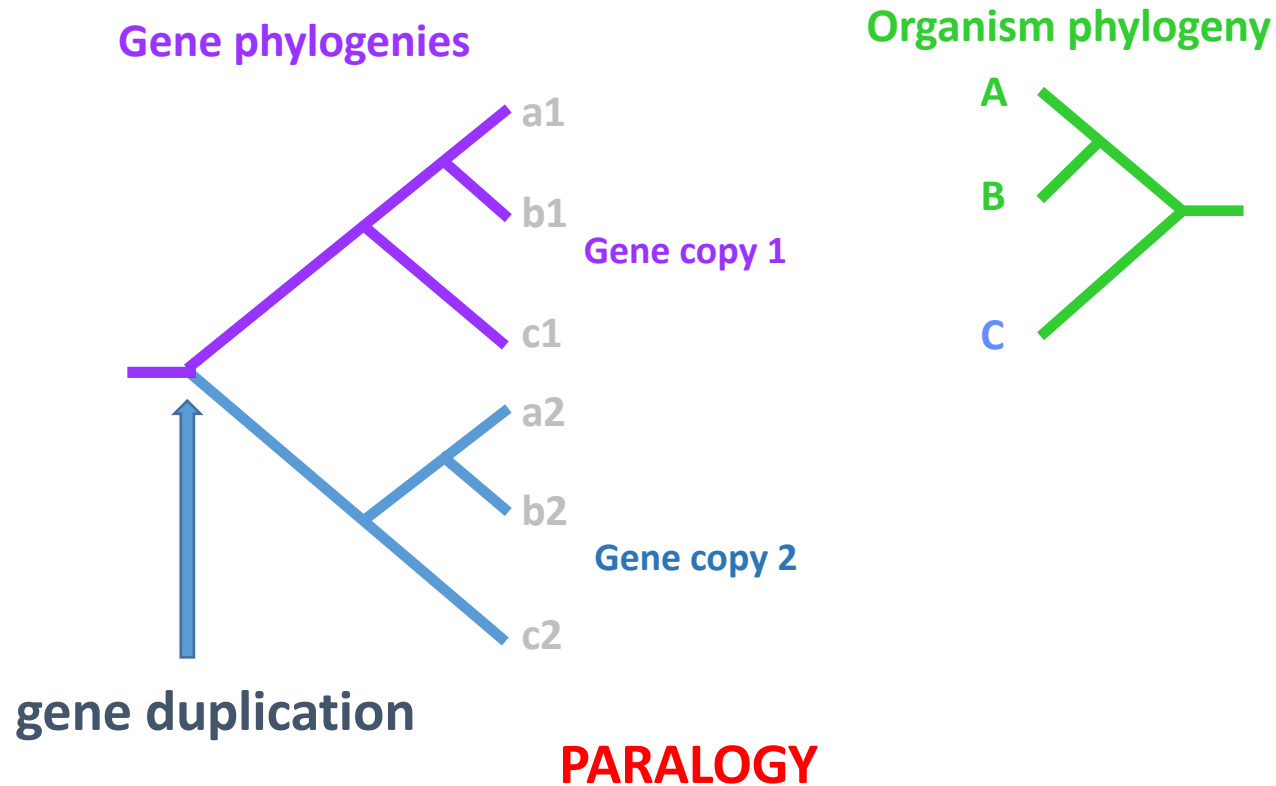 Gene phylogenies
Organism phylogeny
a1
b1
Gene copy 1
c1
a2
b2
Gene copy 2
c2
A
B
C
gene duplication
PARALOGY